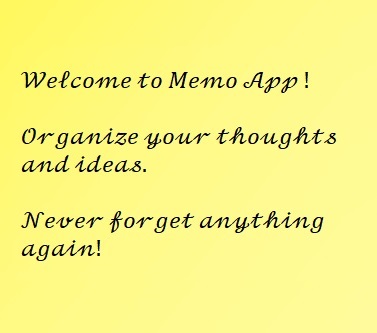 Welcome to Memo App !
Organize your thoughts
and ideas.
Never forget anything
again!